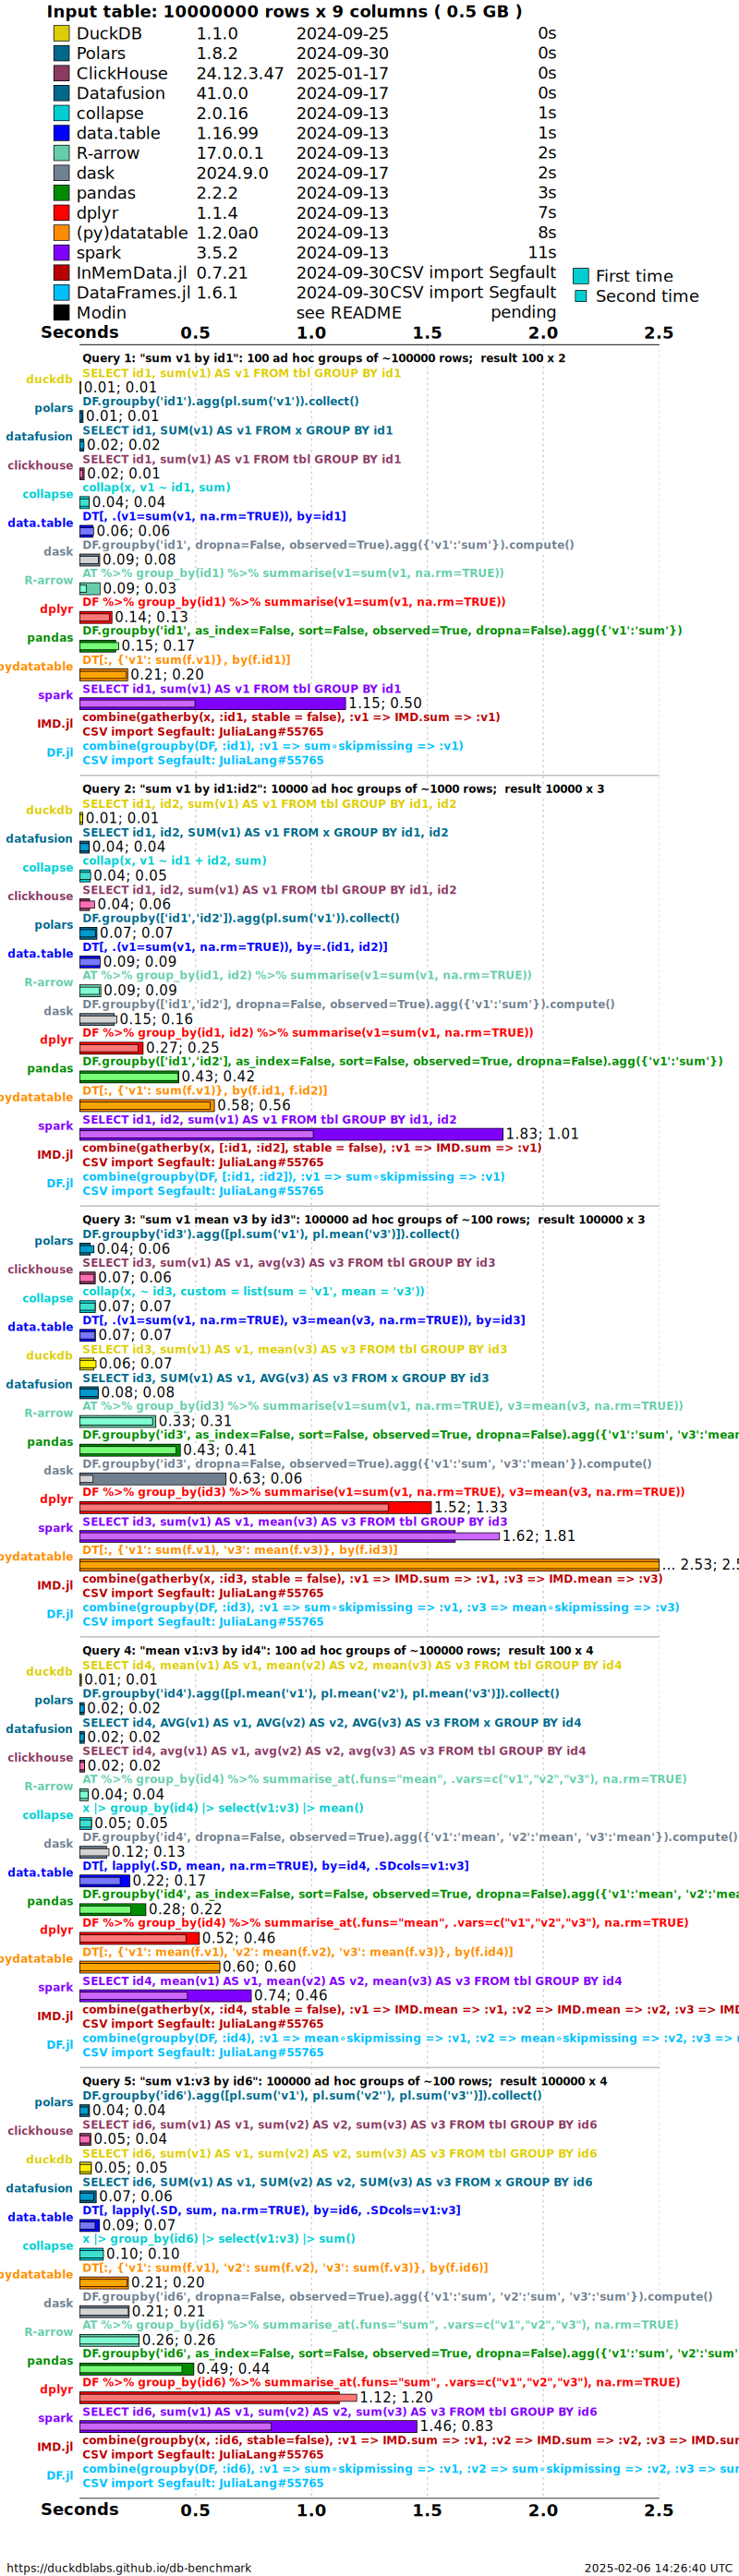 Input table: 10000000 rows x 9 columns ( 0.5 GB )
DuckDB 1.1.0 2024-09-25 0s
Polars 1.8.2 2024-09-30 0s
ClickHouse 24.12.3.47 2025-01-17 0s
Datafusion 41.0.0 2024-09-17 0s
collapse 2.0.16 2024-09-13 1s
data.table 1.16.99 2024-09-13 1s
R-arrow 17.0.0.1 2024-09-13 2s
dask 2024.9.0 2024-09-17 2s
pandas 2.2.2 2024-09-13 3s
dplyr 1.1.4 2024-09-13 7s
(py)datatable 1.2.0a0 2024-09-13 8s
spark 3.5.2 2024-09-13 11s
InMemData.jl 0.7.21 2024-09-30 CSV import Segfault First time
DataFrames.jl 1.6.1 2024-09-30 CSV import Segfault Second time
Modin see README pending
Seconds 0.5 1.0 1.5 2.0 2.5
Query 1: "sum v1 by id1": 100 ad hoc groups of ~100000 rows; result 100 x 2
SELECT id1, sum(v1) AS v1 FROM tbl GROUP BY id1
duckdb 0.01; 0.01
DF.groupby('id1').agg(pl.sum('v1')).collect()
polars 0.01; 0.01
SELECT id1, SUM(v1) AS v1 FROM x GROUP BY id1
datafusion 0.02; 0.02
SELECT id1, sum(v1) AS v1 FROM tbl GROUP BY id1
clickhouse 0.02; 0.01
collap(x, v1 ~ id1, sum)
collapse 0.04; 0.04
DT[, .(v1=sum(v1, na.rm=TRUE)), by=id1]
data.table 0.06; 0.06
DF.groupby('id1', dropna=False, observed=True).agg({'v1':'sum'}).compute()
dask 0.09; 0.08
AT %>% group_by(id1) %>% summarise(v1=sum(v1, na.rm=TRUE))
R-arrow 0.09; 0.03
DF %>% group_by(id1) %>% summarise(v1=sum(v1, na.rm=TRUE))
dplyr 0.14; 0.13
DF.groupby('id1', as_index=False, sort=False, observed=True, dropna=False).agg({'v1':'sum'})
pandas 0.15; 0.17
DT[:, {'v1': sum(f.v1)}, by(f.id1)]
pydatatable 0.21; 0.20
SELECT id1, sum(v1) AS v1 FROM tbl GROUP BY id1
spark 1.15; 0.50
combine(gatherby(x, :id1, stable = false), :v1 => IMD.sum => :v1)
IMD.jl CSV import Segfault: JuliaLang#55765
combine(groupby(DF, :id1), :v1 => sum∘skipmissing => :v1)
DF.jl CSV import Segfault: JuliaLang#55765
Query 2: "sum v1 by id1:id2": 10000 ad hoc groups of ~1000 rows; result 10000 x 3
SELECT id1, id2, sum(v1) AS v1 FROM tbl GROUP BY id1, id2
duckdb 0.01; 0.01
SELECT id1, id2, SUM(v1) AS v1 FROM x GROUP BY id1, id2
datafusion 0.04; 0.04
collap(x, v1 ~ id1 + id2, sum)
collapse 0.04; 0.05
SELECT id1, id2, sum(v1) AS v1 FROM tbl GROUP BY id1, id2
clickhouse 0.04; 0.06
DF.groupby(['id1','id2']).agg(pl.sum('v1')).collect()
polars 0.07; 0.07
DT[, .(v1=sum(v1, na.rm=TRUE)), by=.(id1, id2)]
data.table 0.09; 0.09
AT %>% group_by(id1, id2) %>% summarise(v1=sum(v1, na.rm=TRUE))
R-arrow 0.09; 0.09
DF.groupby(['id1','id2'], dropna=False, observed=True).agg({'v1':'sum'}).compute()
dask 0.15; 0.16
DF %>% group_by(id1, id2) %>% summarise(v1=sum(v1, na.rm=TRUE))
dplyr 0.27; 0.25
DF.groupby(['id1','id2'], as_index=False, sort=False, observed=True, dropna=False).agg({'v1':'sum'})
pandas 0.43; 0.42
DT[:, {'v1': sum(f.v1)}, by(f.id1, f.id2)]
pydatatable 0.58; 0.56
SELECT id1, id2, sum(v1) AS v1 FROM tbl GROUP BY id1, id2
spark 1.83; 1.01
combine(gatherby(x, [:id1, :id2], stable = false), :v1 => IMD.sum => :v1)
IMD.jl CSV import Segfault: JuliaLang#55765
combine(groupby(DF, [:id1, :id2]), :v1 => sum∘skipmissing => :v1)
DF.jl CSV import Segfault: JuliaLang#55765
Query 3: "sum v1 mean v3 by id3": 100000 ad hoc groups of ~100 rows; result 100000 x 3
DF.groupby('id3').agg([pl.sum('v1'), pl.mean('v3')]).collect()
polars 0.04; 0.06
SELECT id3, sum(v1) AS v1, avg(v3) AS v3 FROM tbl GROUP BY id3
clickhouse 0.07; 0.06
collap(x, ~ id3, custom = list(sum = 'v1', mean = 'v3'))
collapse 0.07; 0.07
DT[, .(v1=sum(v1, na.rm=TRUE), v3=mean(v3, na.rm=TRUE)), by=id3]
data.table 0.07; 0.07
SELECT id3, sum(v1) AS v1, mean(v3) AS v3 FROM tbl GROUP BY id3
duckdb 0.06; 0.07
SELECT id3, SUM(v1) AS v1, AVG(v3) AS v3 FROM x GROUP BY id3
datafusion 0.08; 0.08
AT %>% group_by(id3) %>% summarise(v1=sum(v1, na.rm=TRUE), v3=mean(v3, na.rm=TRUE))
R-arrow 0.33; 0.31
DF.groupby('id3', as_index=False, sort=False, observed=True, dropna=False).agg({'v1':'sum', 'v3':'mean
pandas 0.43; 0.41
DF.groupby('id3', dropna=False, observed=True).agg({'v1':'sum', 'v3':'mean'}).compute()
dask 0.63; 0.06
DF %>% group_by(id3) %>% summarise(v1=sum(v1, na.rm=TRUE), v3=mean(v3, na.rm=TRUE))
dplyr 1.52; 1.33
SELECT id3, sum(v1) AS v1, mean(v3) AS v3 FROM tbl GROUP BY id3
spark 1.62; 1.81
DT[:, {'v1': sum(f.v1), 'v3': mean(f.v3)}, by(f.id3)]
pydatatable ... 2.53; 2.5
combine(gatherby(x, :id3, stable = false), :v1 => IMD.sum => :v1, :v3 => IMD.mean => :v3)
IMD.jl CSV import Segfault: JuliaLang#55765
combine(groupby(DF, :id3), :v1 => sum∘skipmissing => :v1, :v3 => mean∘skipmissing => :v3)
DF.jl CSV import Segfault: JuliaLang#55765
Query 4: "mean v1:v3 by id4": 100 ad hoc groups of ~100000 rows; result 100 x 4
SELECT id4, mean(v1) AS v1, mean(v2) AS v2, mean(v3) AS v3 FROM tbl GROUP BY id4
duckdb 0.01; 0.01
DF.groupby('id4').agg([pl.mean('v1'), pl.mean('v2'), pl.mean('v3')]).collect()
polars 0.02; 0.02
SELECT id4, AVG(v1) AS v1, AVG(v2) AS v2, AVG(v3) AS v3 FROM x GROUP BY id4
datafusion 0.02; 0.02
SELECT id4, avg(v1) AS v1, avg(v2) AS v2, avg(v3) AS v3 FROM tbl GROUP BY id4
clickhouse 0.02; 0.02
AT %>% group_by(id4) %>% summarise_at(.funs="mean", .vars=c("v1","v2","v3"), na.rm=TRUE)
R-arrow 0.04; 0.04
x |> group_by(id4) |> select(v1:v3) |> mean()
collapse 0.05; 0.05
DF.groupby('id4', dropna=False, observed=True).agg({'v1':'mean', 'v2':'mean', 'v3':'mean'}).compute()
dask 0.12; 0.13
DT[, lapply(.SD, mean, na.rm=TRUE), by=id4, .SDcols=v1:v3]
data.table 0.22; 0.17
DF.groupby('id4', as_index=False, sort=False, observed=True, dropna=False).agg({'v1':'mean', 'v2':'mea
pandas 0.28; 0.22
DF %>% group_by(id4) %>% summarise_at(.funs="mean", .vars=c("v1","v2","v3"), na.rm=TRUE)
dplyr 0.52; 0.46
DT[:, {'v1': mean(f.v1), 'v2': mean(f.v2), 'v3': mean(f.v3)}, by(f.id4)]
pydatatable 0.60; 0.60
SELECT id4, mean(v1) AS v1, mean(v2) AS v2, mean(v3) AS v3 FROM tbl GROUP BY id4
spark 0.74; 0.46
combine(gatherby(x, :id4, stable = false), :v1 => IMD.mean => :v1, :v2 => IMD.mean => :v2, :v3 => IMD
IMD.jl CSV import Segfault: JuliaLang#55765
combine(groupby(DF, :id4), :v1 => mean∘skipmissing => :v1, :v2 => mean∘skipmissing => :v2, :v3 =>
DF.jl CSV import Segfault: JuliaLang#55765
Query 5: "sum v1:v3 by id6": 100000 ad hoc groups of ~100 rows; result 100000 x 4
DF.groupby('id6').agg([pl.sum('v1'), pl.sum('v2''), pl.sum('v3'')]).collect()
polars 0.04; 0.04
SELECT id6, sum(v1) AS v1, sum(v2) AS v2, sum(v3) AS v3 FROM tbl GROUP BY id6
clickhouse 0.05; 0.04
SELECT id6, sum(v1) AS v1, sum(v2) AS v2, sum(v3) AS v3 FROM tbl GROUP BY id6
duckdb 0.05; 0.05
SELECT id6, SUM(v1) AS v1, SUM(v2) AS v2, SUM(v3) AS v3 FROM x GROUP BY id6
datafusion 0.07; 0.06
DT[, lapply(.SD, sum, na.rm=TRUE), by=id6, .SDcols=v1:v3]
data.table 0.09; 0.07
x |> group_by(id6) |> select(v1:v3) |> sum()
collapse 0.10; 0.10
DT[:, {'v1': sum(f.v1), 'v2': sum(f.v2), 'v3': sum(f.v3)}, by(f.id6)]
pydatatable 0.21; 0.20
DF.groupby('id6', dropna=False, observed=True).agg({'v1':'sum', 'v2':'sum', 'v3':'sum'}).compute()
dask 0.21; 0.21
AT %>% group_by(id6) %>% summarise_at(.funs="sum", .vars=c("v1","v2","v3"), na.rm=TRUE)
R-arrow 0.26; 0.26
DF.groupby('id6', as_index=False, sort=False, observed=True, dropna=False).agg({'v1':'sum', 'v2':'sum'
pandas 0.49; 0.44
DF %>% group_by(id6) %>% summarise_at(.funs="sum", .vars=c("v1","v2","v3"), na.rm=TRUE)
dplyr 1.12; 1.20
SELECT id6, sum(v1) AS v1, sum(v2) AS v2, sum(v3) AS v3 FROM tbl GROUP BY id6
spark 1.46; 0.83
combine(groupby(x, :id6, stable=false), :v1 => IMD.sum => :v1, :v2 => IMD.sum => :v2, :v3 => IMD.sum
IMD.jl CSV import Segfault: JuliaLang#55765
combine(groupby(DF, :id6), :v1 => sum∘skipmissing => :v1, :v2 => sum∘skipmissing => :v2, :v3 => sum
DF.jl CSV import Segfault: JuliaLang#55765
Seconds 0.5 1.0 1.5 2.0 2.5
https://duckdblabs.github.io/db-benchmark 2025-02-06 14:26:40 UTC